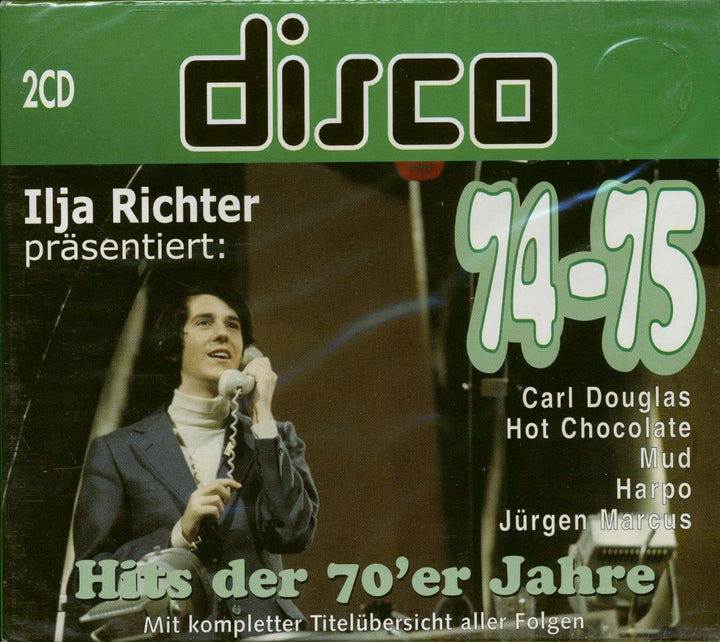 disco
2CD
Ilja Richter
präsentiert:
74-75
Carl Douglas
Hot Chocolate
Mud
Harpo
Jürgen Marcus
Hits der 70'er Jahre
Mit kompletter Titelübersicht aller Folgen